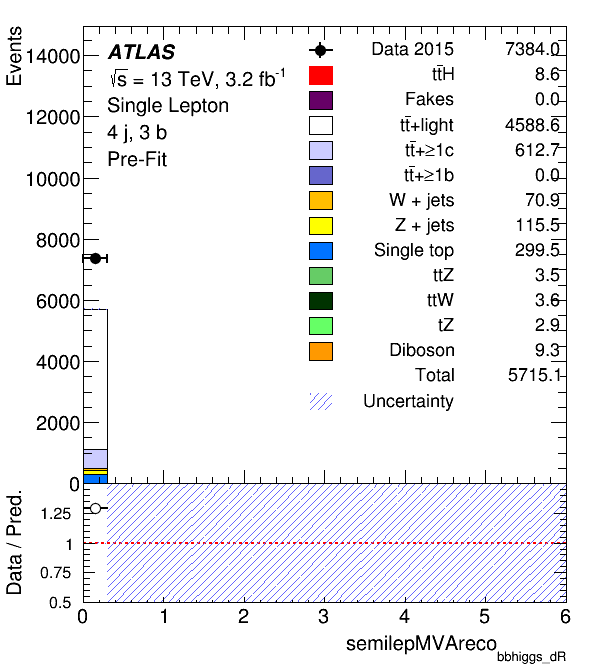 Events
14000
12000
10000
8000
6000
4000
2000
0
ATLAS
√s = 13 TeV, 3.2 fb⁻¹
Single Lepton
4 j, 3 b
Pre-Fit
Data 2015 7384.0
tt̄H 8.6
Fakes 0.0
tt̄+light 4588.6
tt̄+≥1c 612.7
tt̄+≥1b 0.0
W + jets 70.9
Z + jets 115.5
Single top 299.5
ttZ 3.5
ttW 3.6
tZ 2.9
Diboson 9.3
Total 5715.1
Uncertainty
Data / Pred.
1.25
1
0.75
0.5
0 1 2 3 4 5 6
semilepMVAreco
bbhiggs_dR